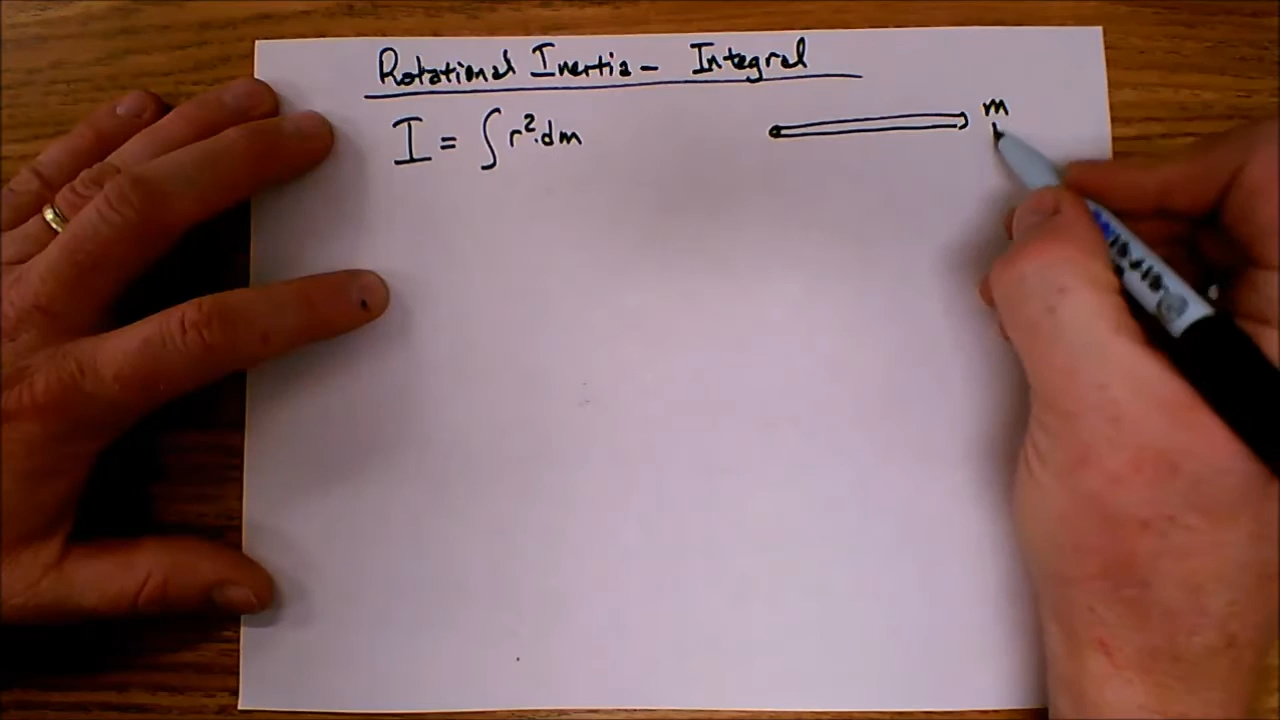 Rotational Inertia - Integral
I = ∫ r².dm
m